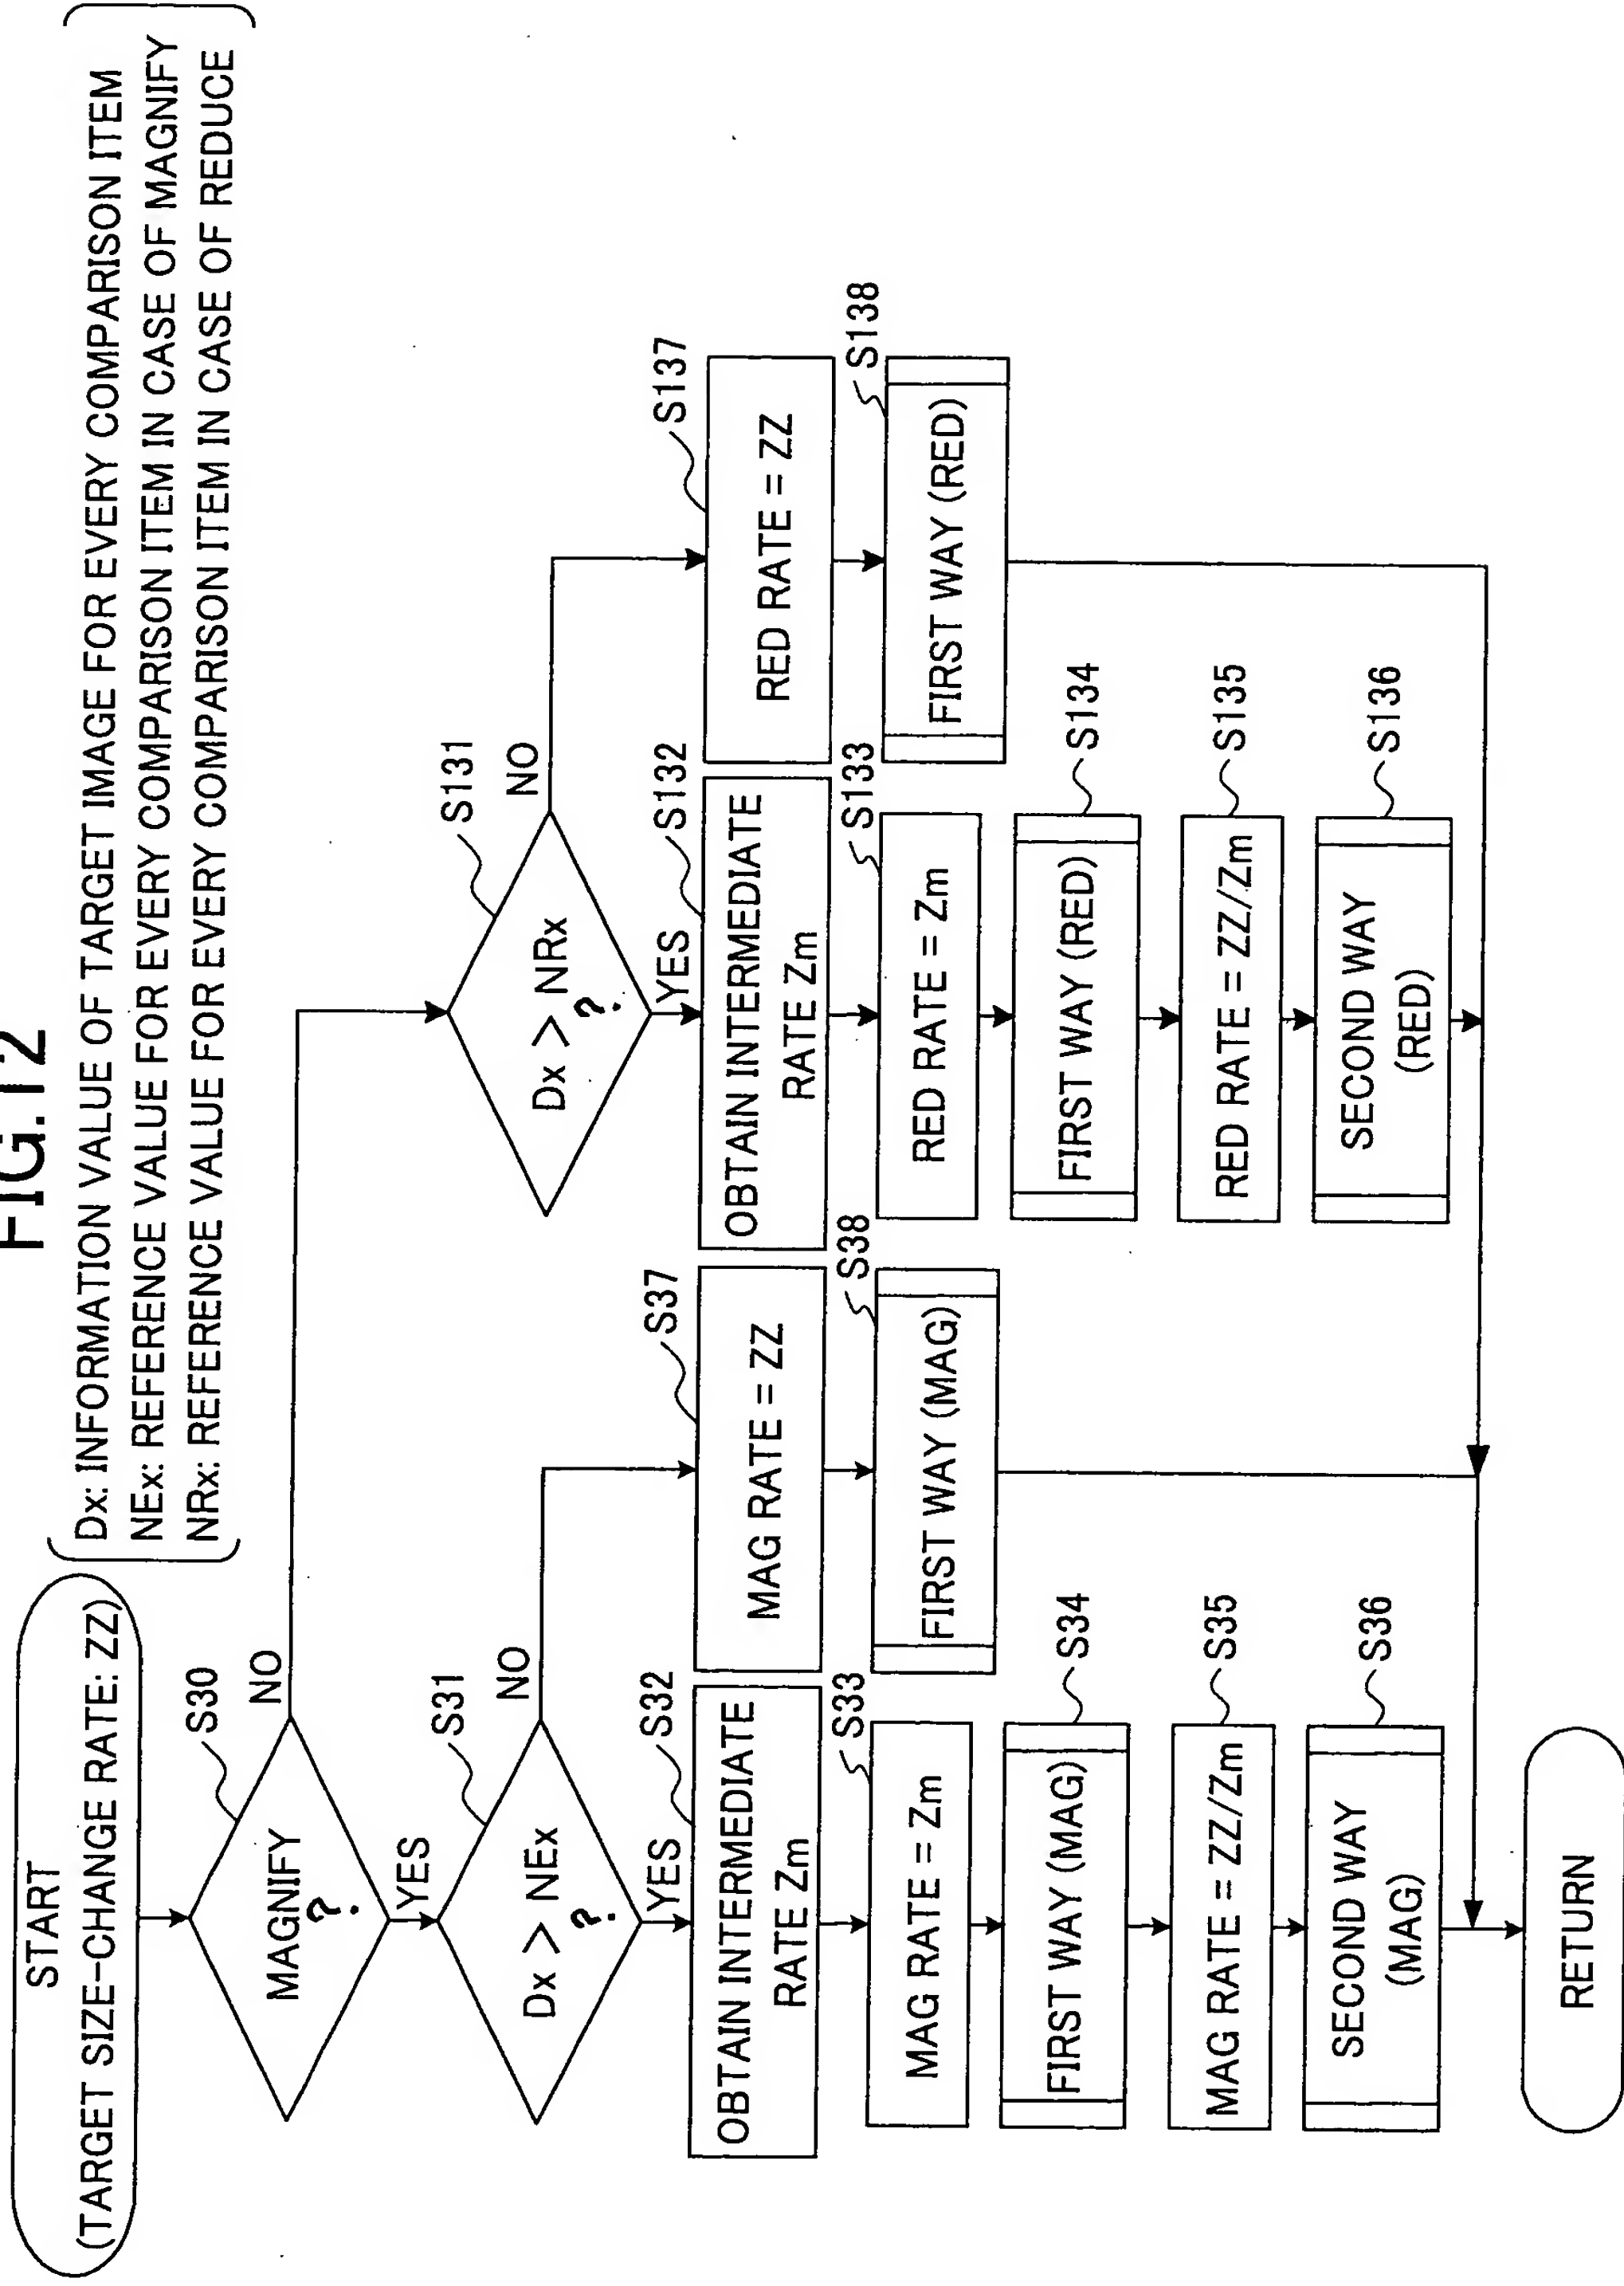 FIG.12
START
(TARGET SIZE-CHANGE RATE: ZZ)
Dx: INFORMATION VALUE OF TARGET IMAGE FOR EVERY COMPARISON ITEM
NEx: REFERENCE VALUE FOR EVERY COMPARISON ITEM IN CASE OF MAGNIFY
NRx: REFERENCE VALUE FOR EVERY COMPARISON ITEM IN CASE OF REDUCE
S30
MAGNIFY
?
NO
YES
S31
Dx > NEx
?
NO
YES
S131
Dx > NRx
?
NO
YES
S32
OBTAIN INTERMEDIATE
RATE Zm
S37
MAG RATE = ZZ
S132
OBTAIN INTERMEDIATE
RATE Zm
S137
RED RATE = ZZ
S33
MAG RATE = Zm
S38
FIRST WAY (MAG)
S133
RED RATE = Zm
S138
FIRST WAY (RED)
S34
FIRST WAY (MAG)
S134
FIRST WAY (RED)
S35
MAG RATE = ZZ/Zm
S135
RED RATE = ZZ/Zm
S36
SECOND WAY
(MAG)
S136
SECOND WAY
(RED)
RETURN